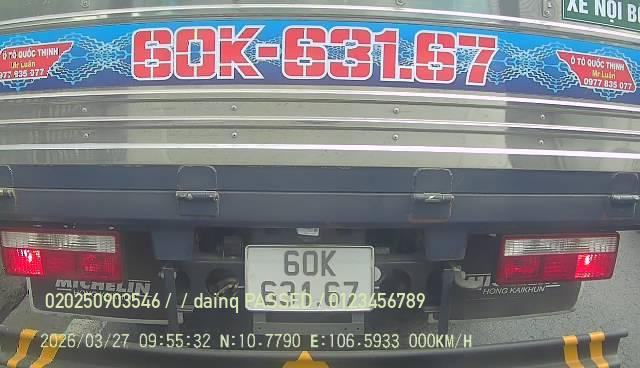 XE NỘI B
Ô TÔ QUỐC THỊNH
Mr Luân
0977 835 077
60K-631.67
Ô TÔ QUỐC THỊNH
Mr Luân
0977 835 077
60K
631.67
MICHELIN
HONG KAIKHUN
020250903546 / / dainq PASSED / 0123456789
2026/03/27 09:55:32 N:10.7790 E:106.5933 000KM/H